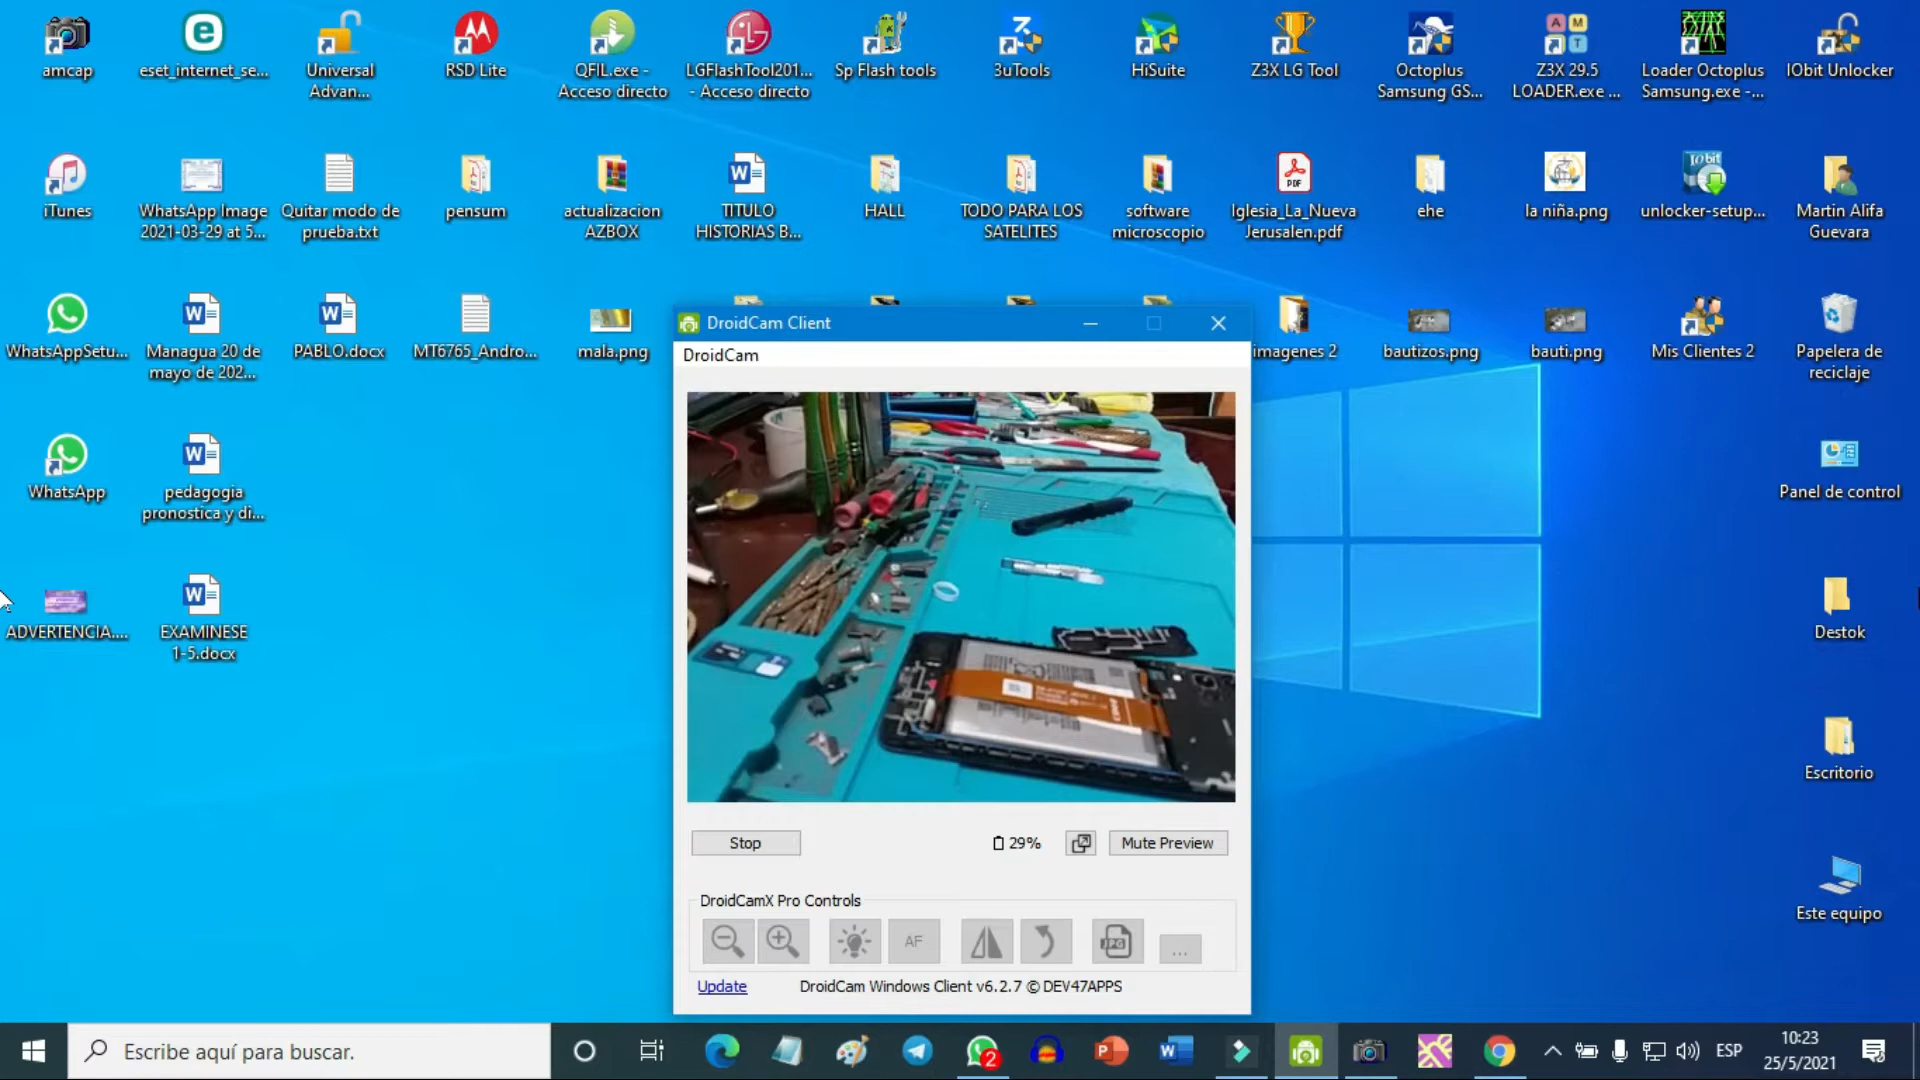 amcap
eset_internet_se...
Universal
Advan...
RSD Lite
QFIL.exe -
Acceso directo
LGFlashTool201...
- Acceso directo
Sp Flash tools
3uTools
HiSuite
Z3X LG Tool
Octoplus
Samsung GS...
Z3X 29.5
LOADER.exe ...
Loader Octoplus
Samsung.exe -...
IObit Unlocker
iTunes
WhatsApp Image
2021-03-29 at 5...
Quitar modo de
prueba.txt
pensum
actualizacion
AZBOX
TITULO
HISTORIAS B...
HALL
TODO PARA LOS
SATELITES
software
microscopio
Iglesia_La_Nueva
Jerusalen.pdf
ehe
la niña.png
unlocker-setup...
Martin Alifa
Guevara
WhatsAppSetu...
Managua 20 de
mayo de 202...
PABLO.docx
MT6765_Andro...
mala.png
imagenes 2
bautizos.png
bauti.png
Mis Clientes 2
Papelera de
reciclaje
WhatsApp
pedagogia
pronostica y di...
Panel de control
ADVERTENCIA....
EXAMINESE
1-5.docx
Destok
Escritorio
Este equipo
DroidCam Client
DroidCam
Stop
29%
Mute Preview
DroidCamX Pro Controls
AF
JPG
...
Update
DroidCam Windows Client v6.2.7 © DEV47APPS
Escribe aquí para buscar.
2
ESP
10:23
25/5/2021